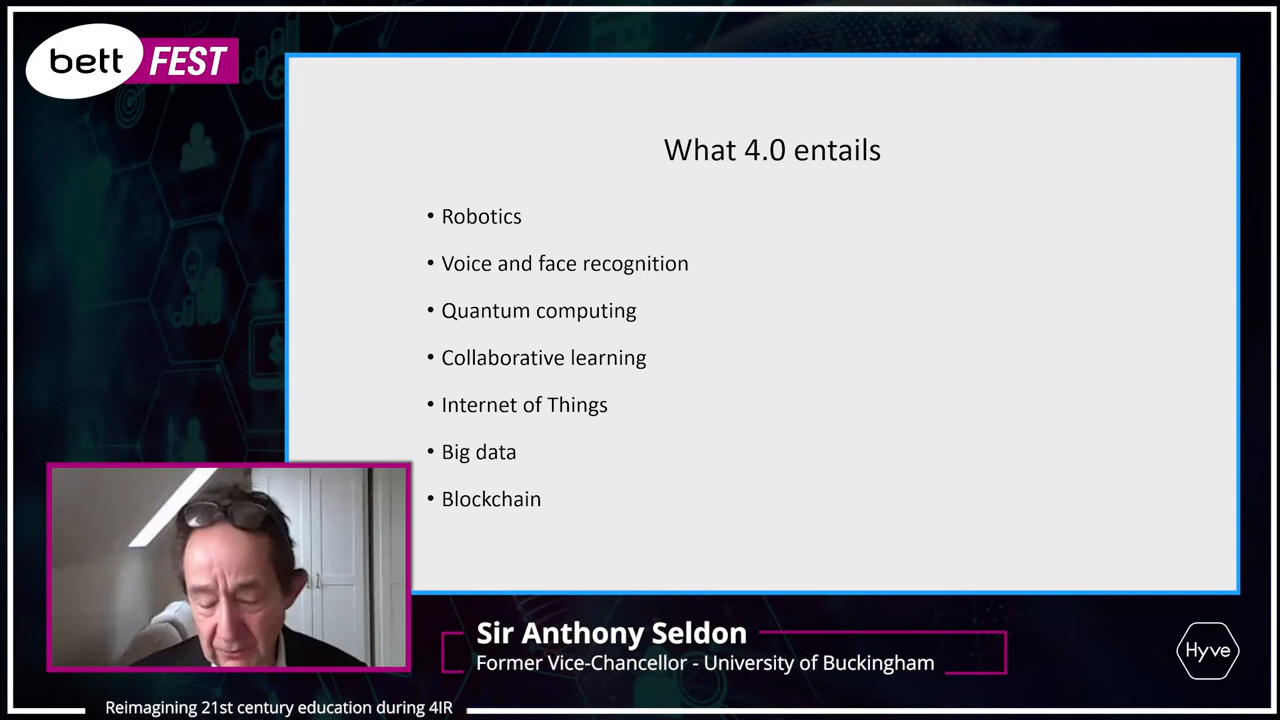 bett FEST
What 4.0 entails
• Robotics
• Voice and face recognition
• Quantum computing
• Collaborative learning
• Internet of Things
• Big data
• Blockchain
Sir Anthony Seldon
Former Vice-Chancellor - University of Buckingham
Hyve
Reimagining 21st century education during 4IR